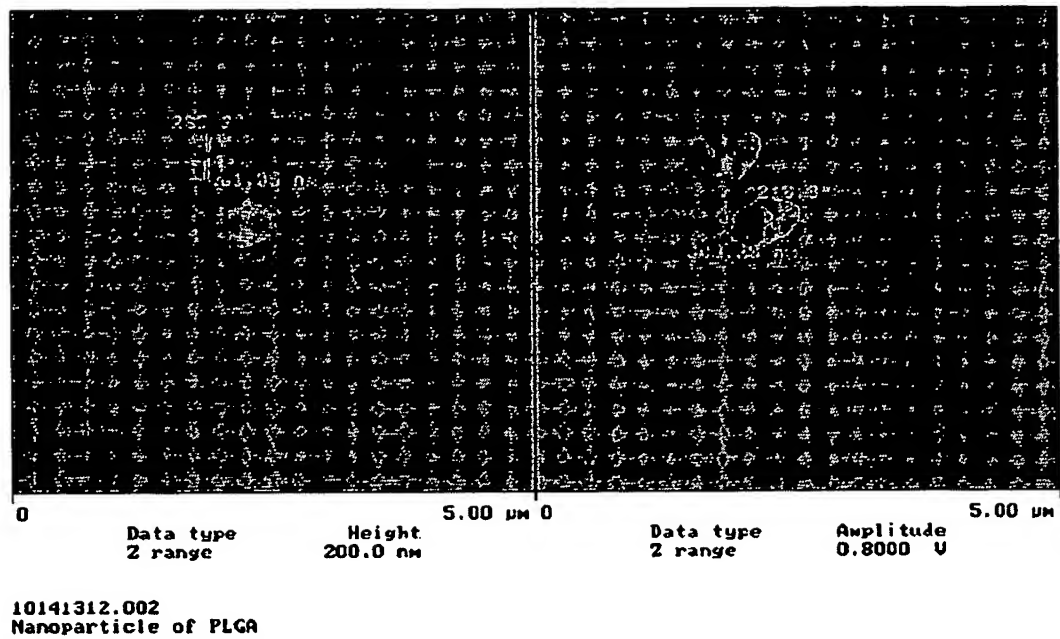 0 5.00 µm 0 5.00 µm
Data type Height Data type Amplitude
Z range 200.0 nm Z range 0.8000 V
10141312.002
Nanoparticle of PLGA